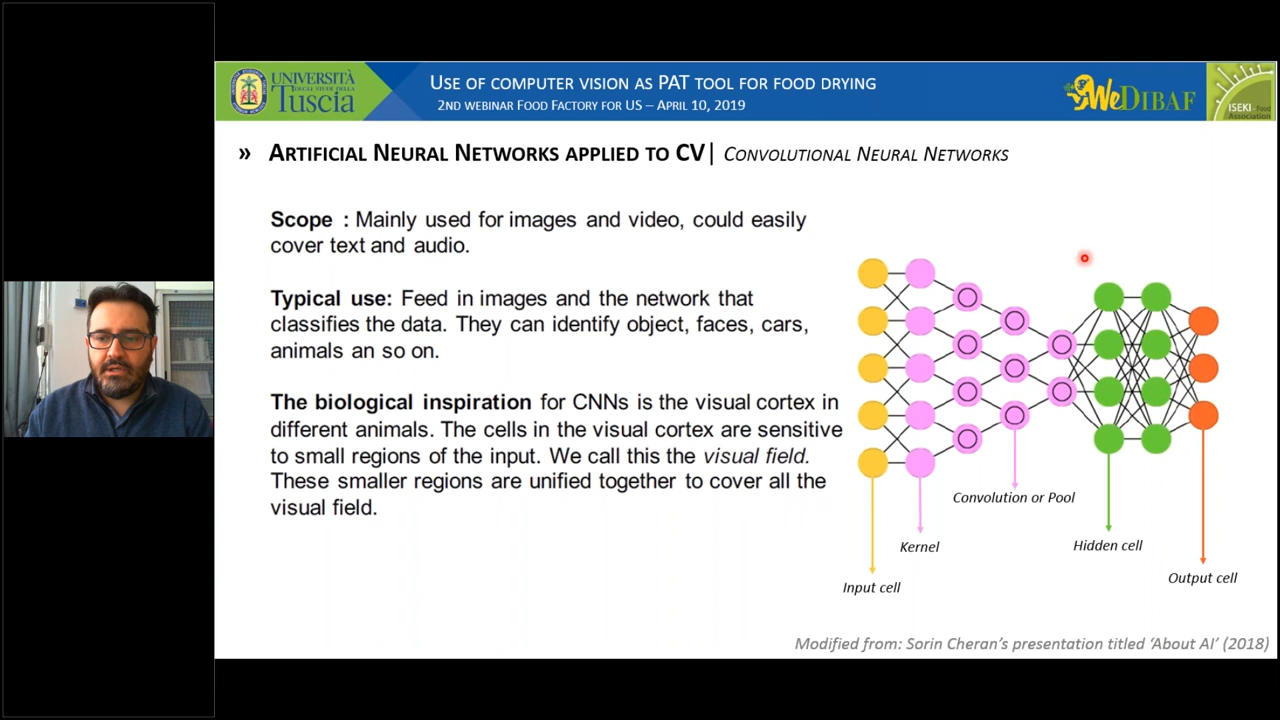 UNIVERSITÀ
DEGLI STUDI DELLA
Tuscia
USE OF COMPUTER VISION AS PAT TOOL FOR FOOD DRYING
2ND WEBINAR FOOD FACTORY FOR US – APRIL 10, 2019
WeDIBAF
ISEKI-Food
Association
» ARTIFICIAL NEURAL NETWORKS APPLIED TO CV| CONVOLUTIONAL NEURAL NETWORKS
Scope : Mainly used for images and video, could easily
cover text and audio.
Typical use: Feed in images and the network that
classifies the data. They can identify object, faces, cars,
animals an so on.
The biological inspiration for CNNs is the visual cortex in
different animals. The cells in the visual cortex are sensitive
to small regions of the input. We call this the visual field.
These smaller regions are unified together to cover all the
visual field.
Convolution or Pool
Kernel
Hidden cell
Output cell
Input cell
Modified from: Sorin Cheran's presentation titled 'About AI' (2018)